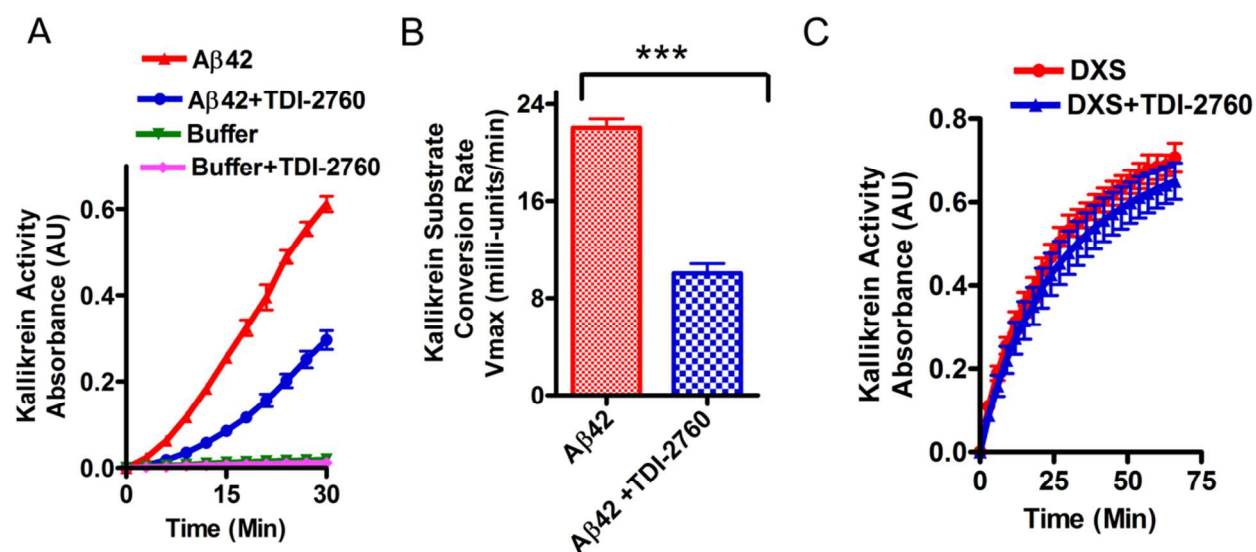 A
Aβ42
Aβ42+TDI-2760
Buffer
Buffer+TDI-2760
Kallikrein Activity
Absorbance (AU)
0.6
0.4
0.2
0.0
0
15
30
Time (Min)
B
***
Kallikrein Substrate
Conversion Rate
Vmax (milli-units/min)
24
16
8
0
Aβ42
Aβ42 +TDI-2760
C
DXS
DXS+TDI-2760
Kallikrein Activity
Absorbance (AU)
0.8
0.6
0.4
0.2
0.0
0
25
50
75
Time (Min)